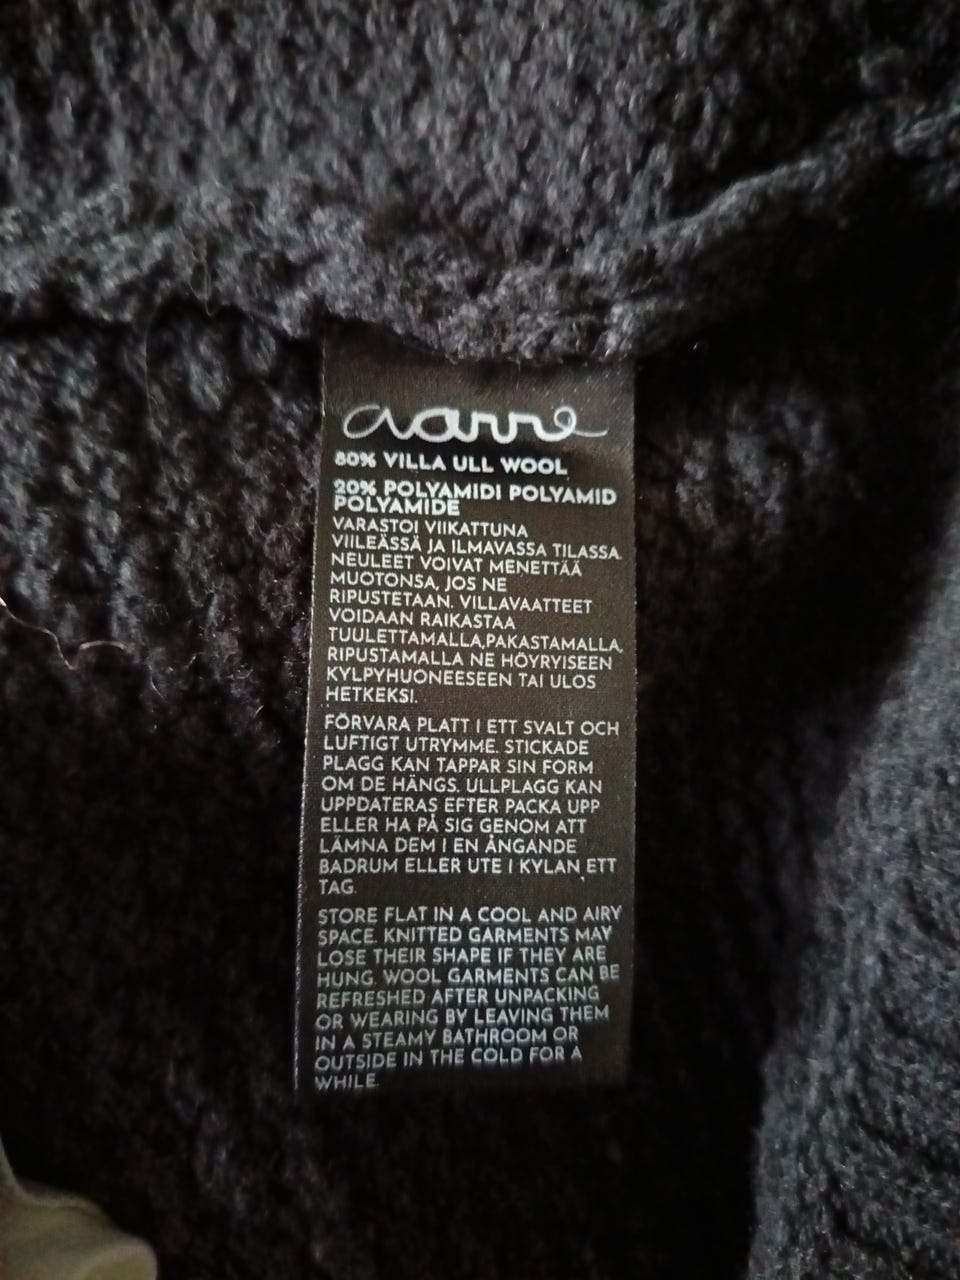 aarre
80% VILLA ULL WOOL
20% POLYAMIDI POLYAMID
POLYAMIDE
VARASTOI VIIKATTUNA
VIILEÄSSÄ JA ILMAVASSA TILASSA.
NEULEET VOIVAT MENETTÄÄ
MUOTONSA, JOS NE
RIPUSTETAAN. VILLAVAATTEET
VOIDAAN RAIKASTAA
TUULETTAMALLA,PAKASTAMALLA,
RIPUSTAMALLA NE HÖYRYISEEN
KYLPYHUONEESEEN TAI ULOS
HETKEKSI.
FÖRVARA PLATT I ETT SVALT OCH
LUFTIGT UTRYMME. STICKADE
PLAGG KAN TAPPAR SIN FORM
OM DE HÄNGS. ULLPLAGG KAN
UPPDATERAS EFTER PACKA UPP
ELLER HA PÅ SIG GENOM ATT
LÄMNA DEM I EN ÅNGANDE
BADRUM ELLER UTE I KYLAN ETT
TAG.
STORE FLAT IN A COOL AND AIRY
SPACE. KNITTED GARMENTS MAY
LOSE THEIR SHAPE IF THEY ARE
HUNG. WOOL GARMENTS CAN BE
REFRESHED AFTER UNPACKING
OR WEARING BY LEAVING THEM
IN A STEAMY BATHROOM OR
OUTSIDE IN THE COLD FOR A
WHILE.